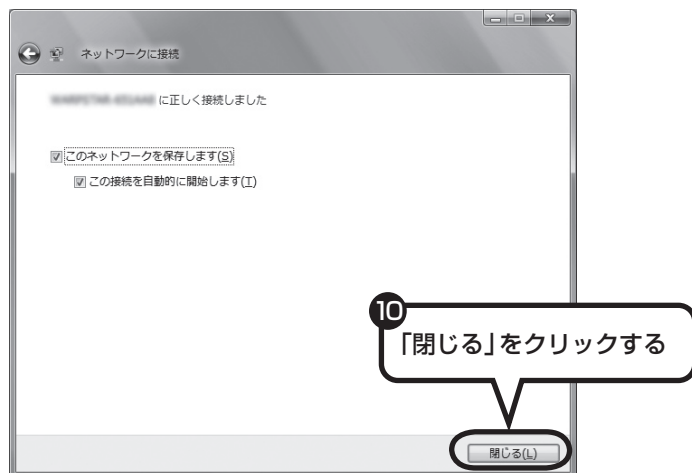 ネットワークに接続
に正しく接続しました
このネットワークを保存します(S)
この接続を自動的に開始します(T)
10
「閉じる」をクリックする
閉じる(L)